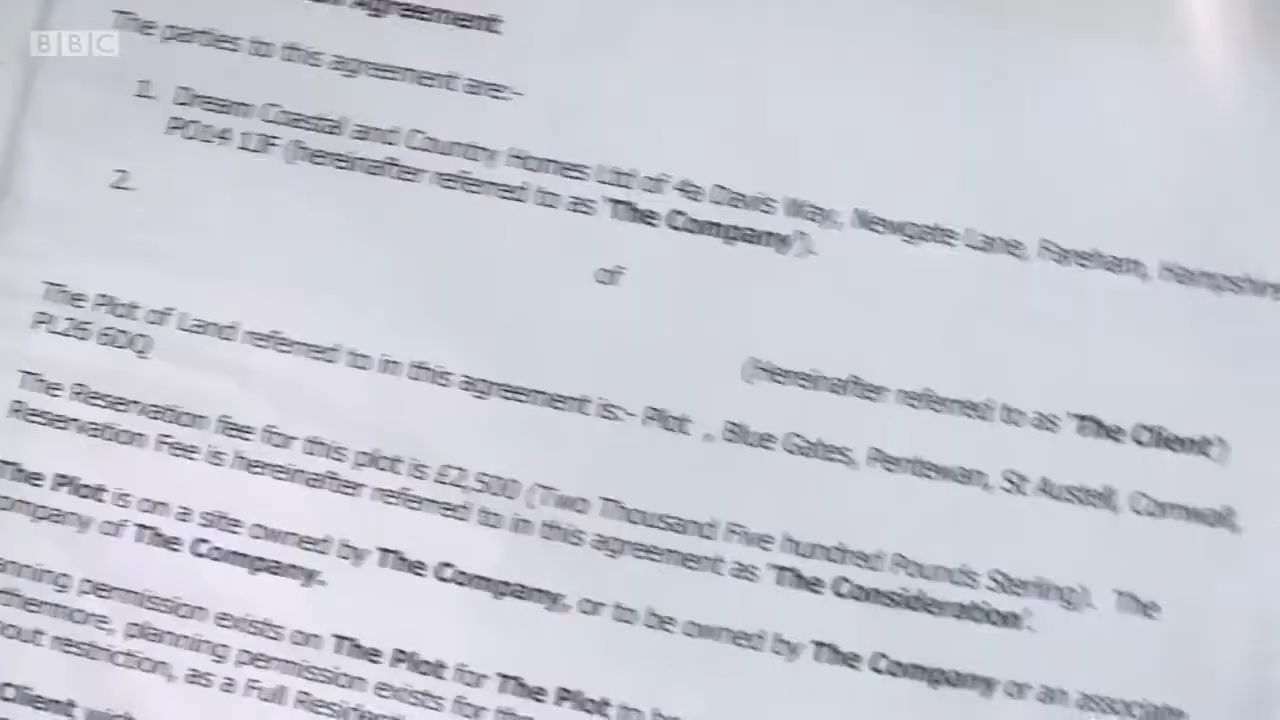 BBC
Agreement
The parties to this agreement are:-
1. Dream Coastal and Country Homes Ltd of 4a Davis Way, Newgate Lane, Fareham, Hampshire
PO14 1JF (hereinafter referred to as 'The Company').
2.
of
(Hereinafter referred to as 'The Client')
The Plot of Land referred to in this agreement is:- Plot , Blue Gates, Pentewan, St Austell, Cornwall,
PL26 6DQ
The Reservation fee for this plot is £2,500 (Two Thousand Five hundred Pounds Sterling). The
Reservation Fee is hereinafter referred to in this agreement as 'The Consideration'.
The Plot is on a site owned by The Company, or to be owned by The Company or an associate
ompany of The Company.
anning permission exists on The Plot for The Plot to be
thermore, planning permission exists for the
out restriction, as a Full
Client